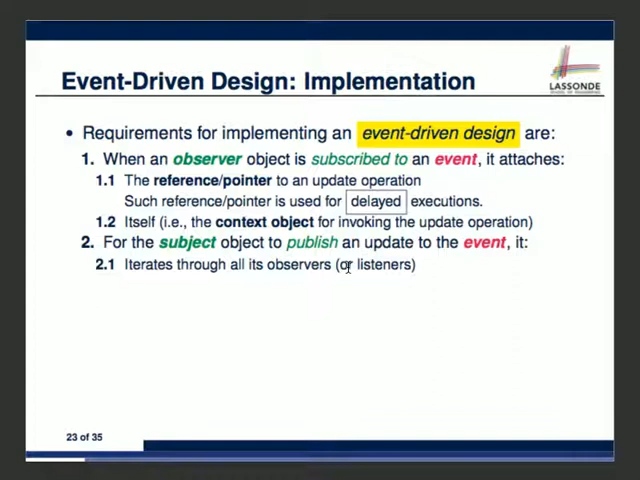 Event-Driven Design: Implementation
LASSONDE
• Requirements for implementing an event-driven design are:
1. When an observer object is subscribed to an event, it attaches:
1.1 The reference/pointer to an update operation
Such reference/pointer is used for delayed executions.
1.2 Itself (i.e., the context object for invoking the update operation)
2. For the subject object to publish an update to the event, it:
2.1 Iterates through all its observers (or listeners)
23 of 35